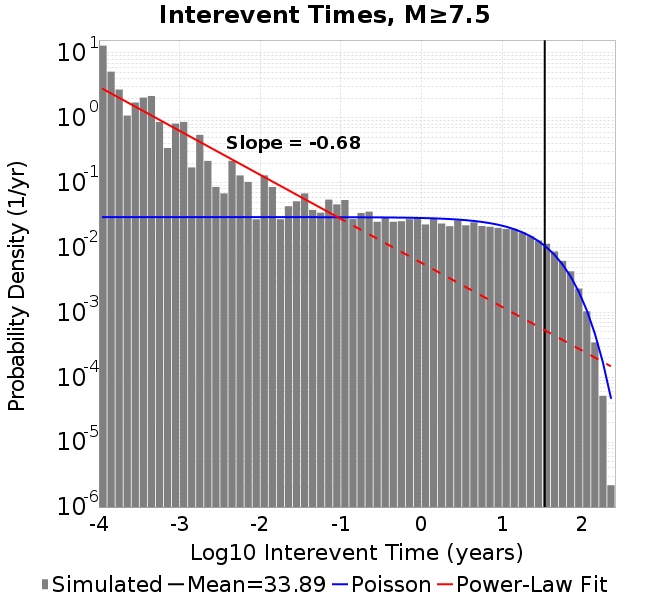 Interevent Times, M≥7.5
Probability Density (1/yr)
10^1
10^0
10^-1
10^-2
10^-3
10^-4
10^-5
10^-6
Slope = -0.68
-4 -3 -2 -1 0 1 2
Log10 Interevent Time (years)
Simulated Mean=33.89 Poisson Power-Law Fit